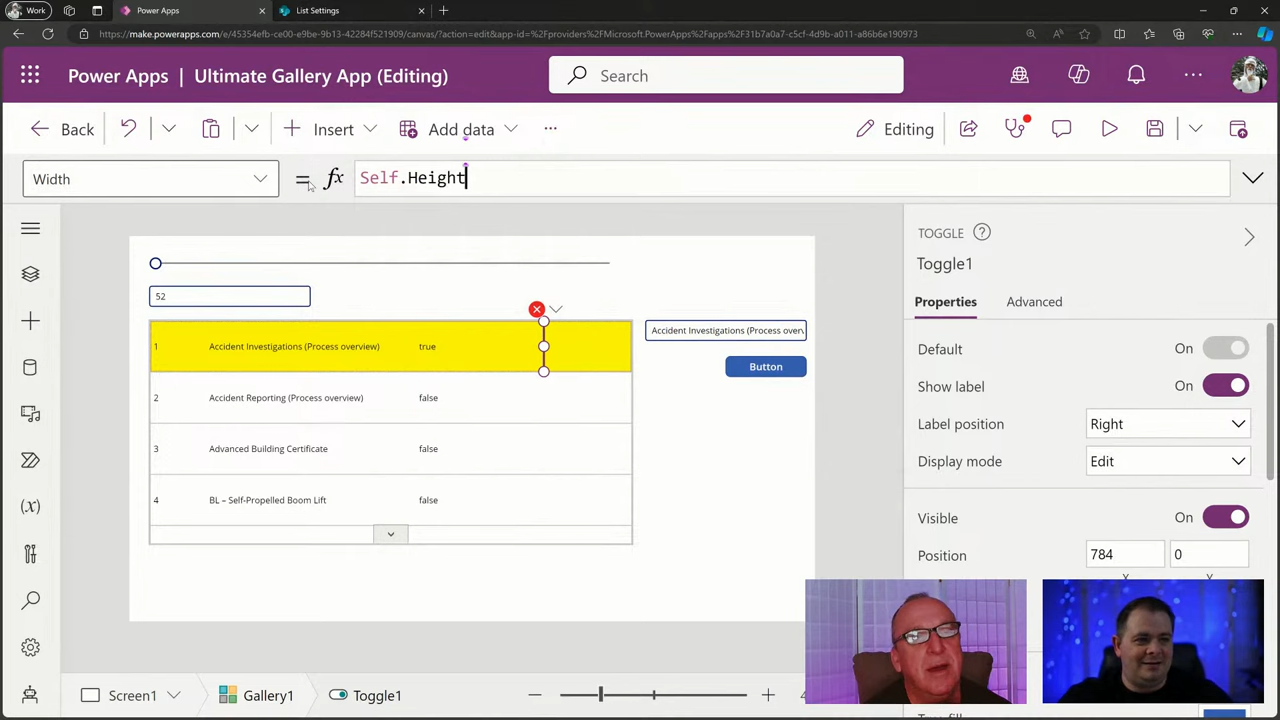 Work
Power Apps
List Settings
https://make.powerapps.com/e/45354efb-ce00-e9be-9b13-42284f521909/canvas/?action=edit&app-id=%2Fproviders%2FMicrosoft.PowerApps%2Fapps%2F31b7a0a7-c5cf-4d9b-a011-a86b6e190973
Power Apps | Ultimate Gallery App (Editing)
Search
Back
Insert
Add data
Editing
Width
= fx Self.Height
TOGGLE
Toggle1
Properties
Advanced
Default
On
Show label
On
Label position
Right
Display mode
Edit
Visible
On
Position
784
0
X
Y
52
1 Accident Investigations (Process overview) true
2 Accident Reporting (Process overview) false
3 Advanced Building Certificate false
4 BL – Self-Propelled Boom Lift false
Accident Investigations (Process over
Button
Screen1
Gallery1
Toggle1